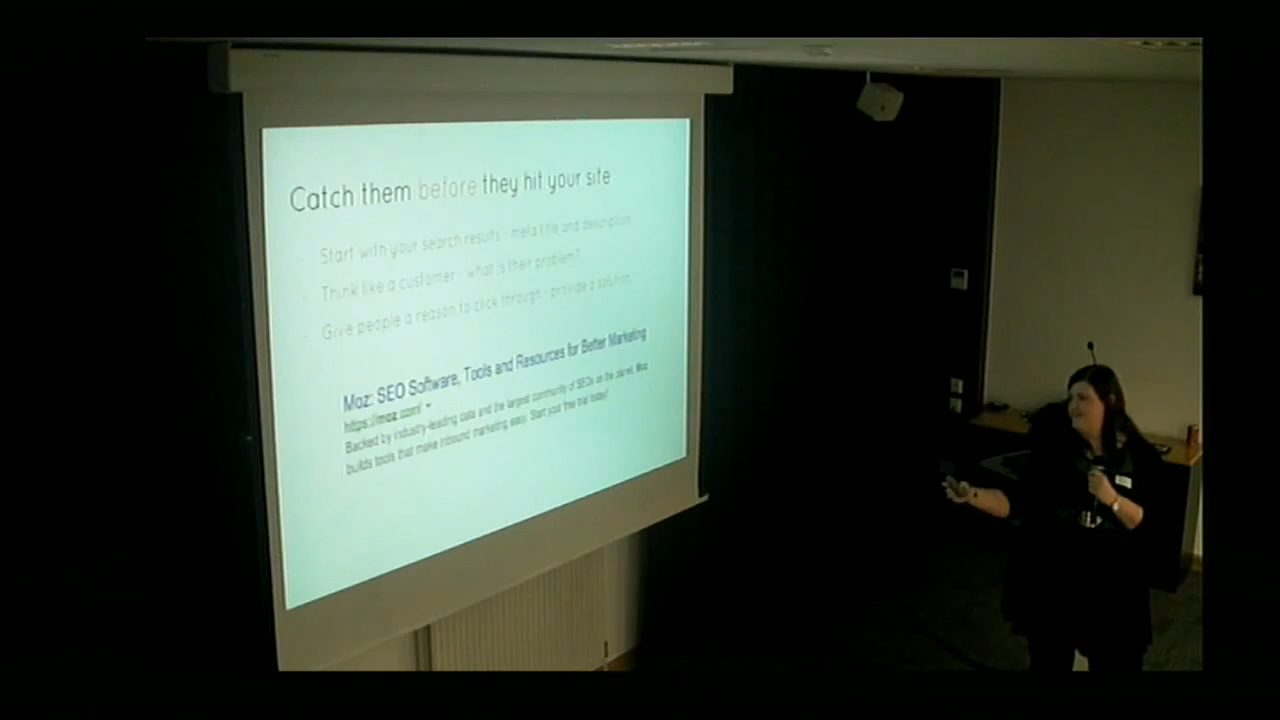 Catch them before they hit your site
Start with your search results - meta title and description
Think like a customer - what is their problem?
Give people a reason to click through - provide a solution
Moz: SEO Software, Tools and Resources for Better Marketing
https://moz.com/
Backed by industry-leading data and the largest community of SEOs on the planet, Moz
builds tools that make inbound marketing easy. Start your free trial today!